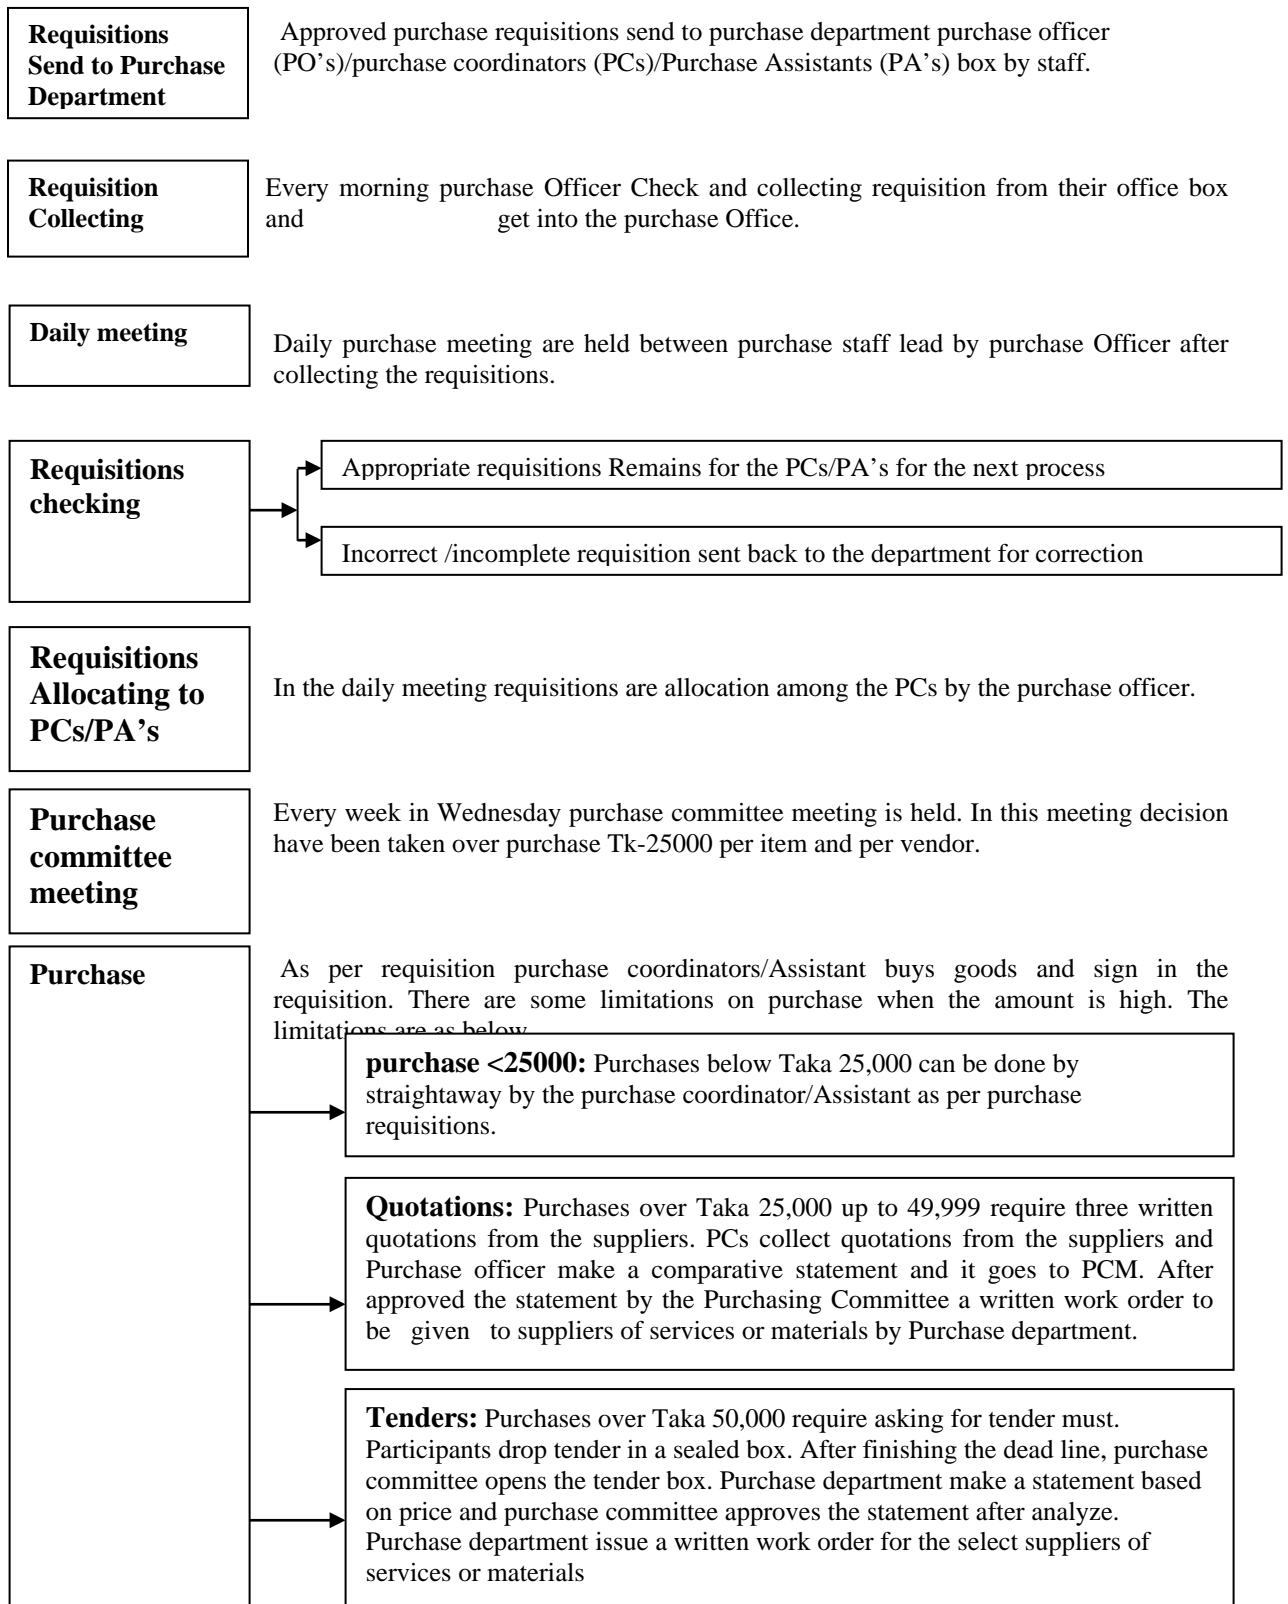 Requisitions
Send to Purchase
Department
Approved purchase requisitions send to purchase department purchase officer
(PO’s)/purchase coordinators (PCs)/Purchase Assistants (PA’s) box by staff.
Requisition
Collecting
Every morning purchase Officer Check and collecting requisition from their office box
and get into the purchase Office.
Daily meeting
Daily purchase meeting are held between purchase staff lead by purchase Officer after
collecting the requisitions.
Requisitions
checking
Appropriate requisitions Remains for the PCs/PA’s for the next process
Incorrect /incomplete requisition sent back to the department for correction
Requisitions
Allocating to
PCs/PA’s
In the daily meeting requisitions are allocation among the PCs by the purchase officer.
Purchase
committee
meeting
Every week in Wednesday purchase committee meeting is held. In this meeting decision
have been taken over purchase Tk-25000 per item and per vendor.
Purchase
As per requisition purchase coordinators/Assistant buys goods and sign in the
requisition. There are some limitations on purchase when the amount is high. The
limitations are as below
purchase <25000: Purchases below Taka 25,000 can be done by
straightaway by the purchase coordinator/Assistant as per purchase
requisitions.
Quotations: Purchases over Taka 25,000 up to 49,999 require three written
quotations from the suppliers. PCs collect quotations from the suppliers and
Purchase officer make a comparative statement and it goes to PCM. After
approved the statement by the Purchasing Committee a written work order to
be given to suppliers of services or materials by Purchase department.
Tenders: Purchases over Taka 50,000 require asking for tender must.
Participants drop tender in a sealed box. After finishing the dead line, purchase
committee opens the tender box. Purchase department make a statement based
on price and purchase committee approves the statement after analyze.
Purchase department issue a written work order for the select suppliers of
services or materials